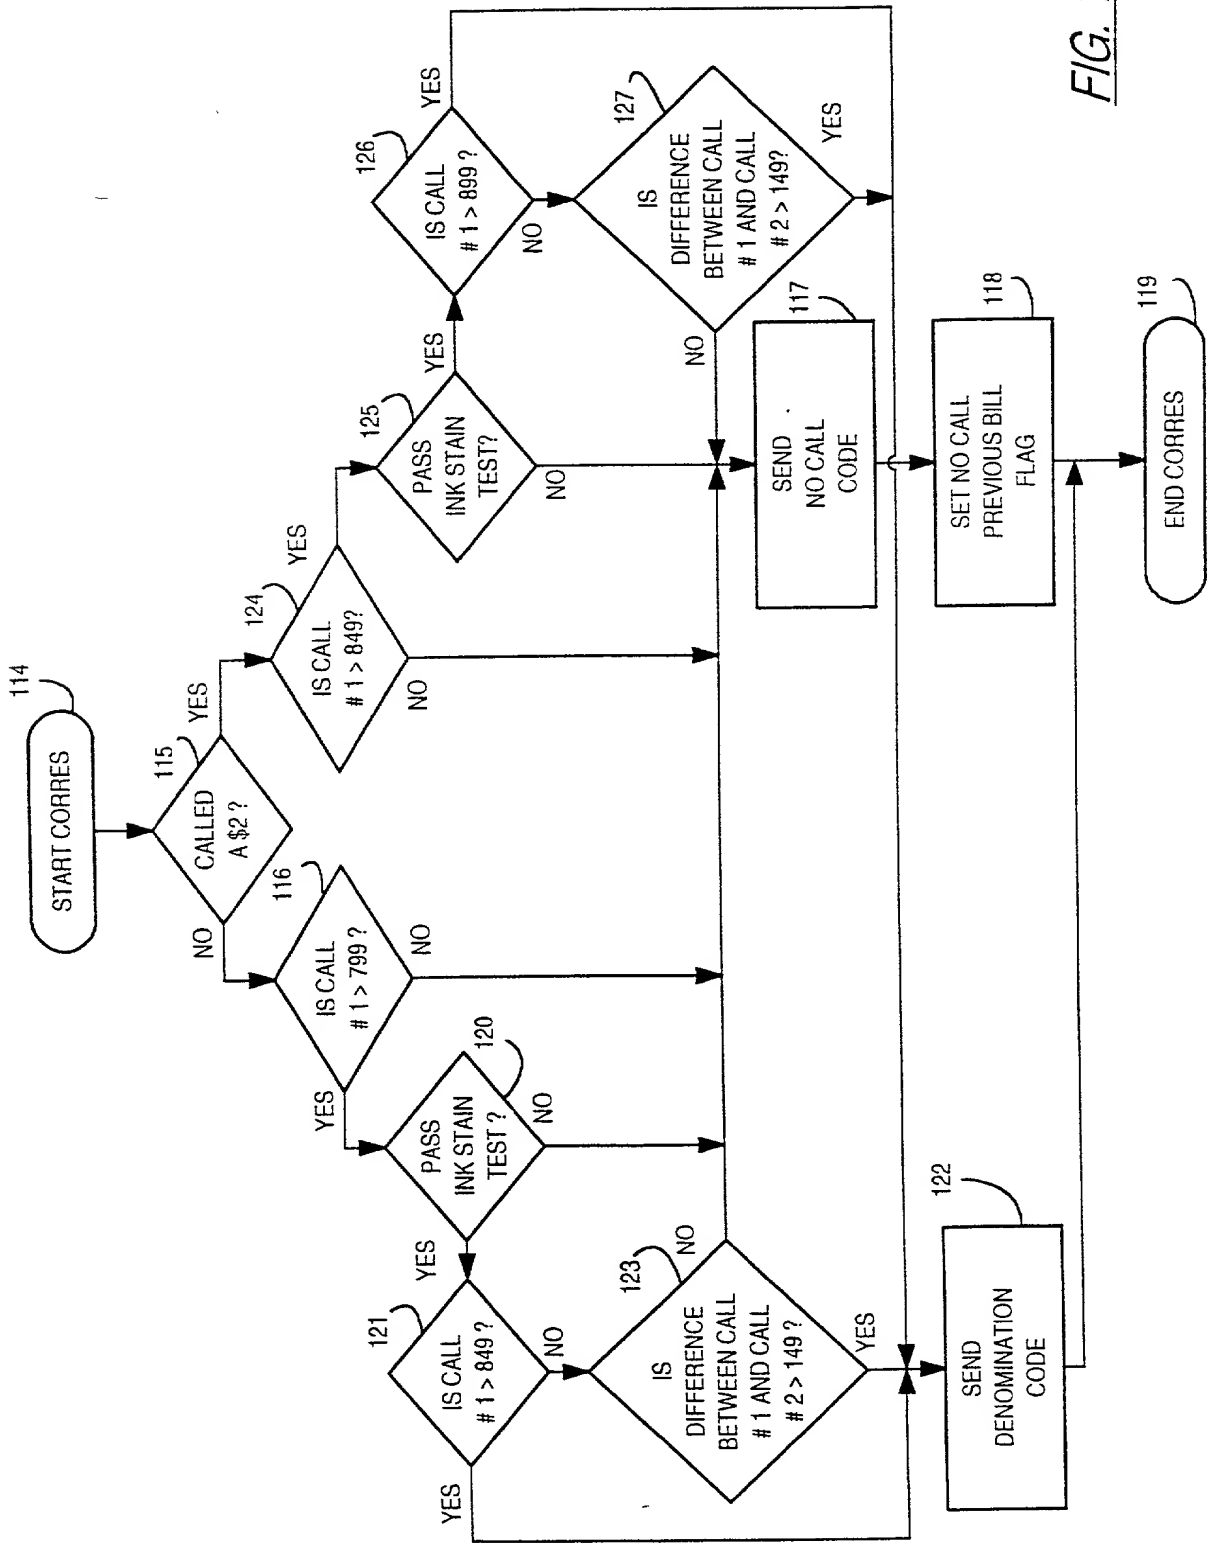 START CORRES
114
CALLED
A $2 ?
115
NO
YES
IS CALL
# 1 > 799 ?
116
YES
NO
IS CALL
# 1 > 849?
124
YES
NO
PASS
INK STAIN
TEST ?
120
YES
NO
PASS
INK STAIN
TEST?
125
YES
NO
IS CALL
# 1 > 849 ?
121
YES
NO
IS CALL
# 1 > 899 ?
126
YES
NO
IS
DIFFERENCE
BETWEEN CALL
# 1 AND CALL
# 2 > 149 ?
123
NO
YES
IS
DIFFERENCE
BETWEEN CALL
# 1 AND CALL
# 2 > 149?
127
NO
YES
SEND
NO CALL
CODE
117
SET NO CALL
PREVIOUS BILL
FLAG
118
SEND
DENOMINATION
CODE
122
END CORRES
119
FIG.